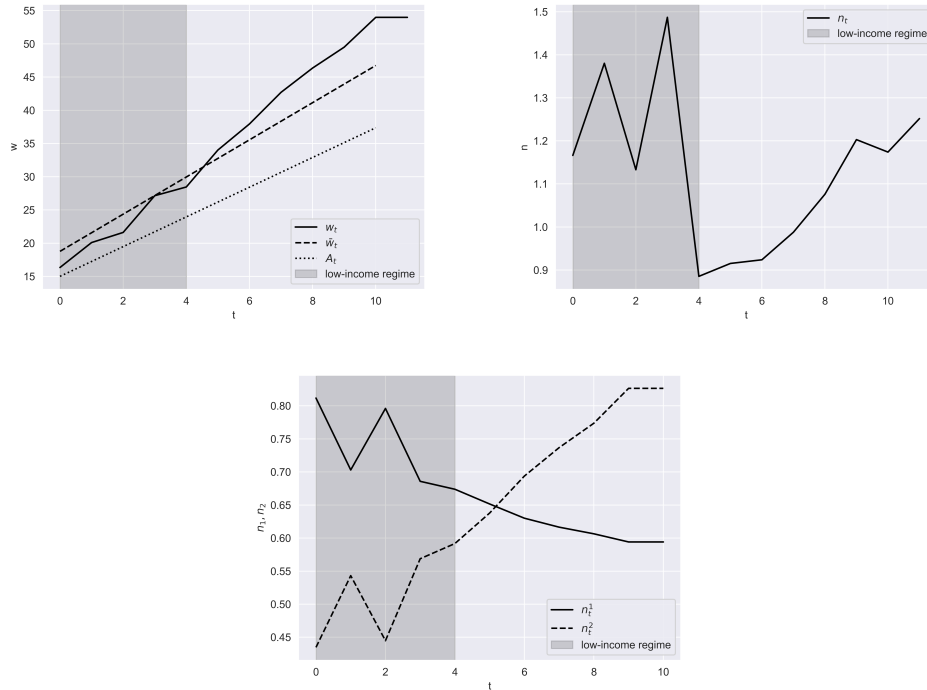 55
50
45
40
35
30
25
20
15
w
0 2 4 6 8 10
t
w_t
w̃_t
A_t
low-income regime
1.5
1.4
1.3
1.2
1.1
1.0
0.9
n
0 2 4 6 8 10
t
n_t
low-income regime
0.80
0.75
0.70
0.65
0.60
0.55
0.50
0.45
n_1, n_2
0 2 4 6 8 10
t
n_t^1
n_t^2
low-income regime